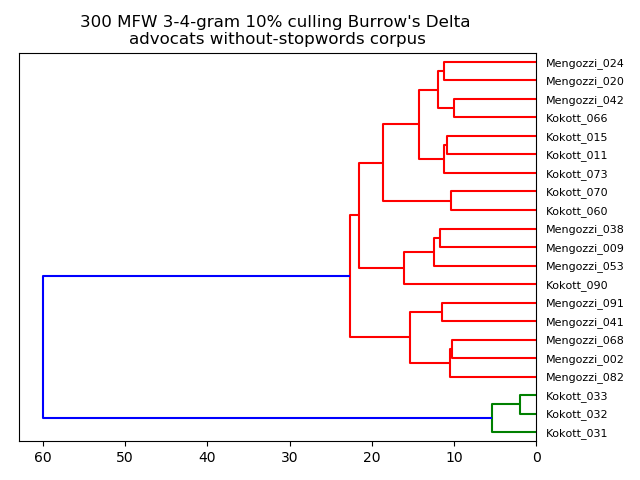 300 MFW 3-4-gram 10% culling Burrow's Delta
advocats without-stopwords corpus
Mengozzi_024
Mengozzi_020
Mengozzi_042
Kokott_066
Kokott_015
Kokott_011
Kokott_073
Kokott_070
Kokott_060
Mengozzi_038
Mengozzi_009
Mengozzi_053
Kokott_090
Mengozzi_091
Mengozzi_041
Mengozzi_068
Mengozzi_002
Mengozzi_082
Kokott_033
Kokott_032
Kokott_031
60 50 40 30 20 10 0